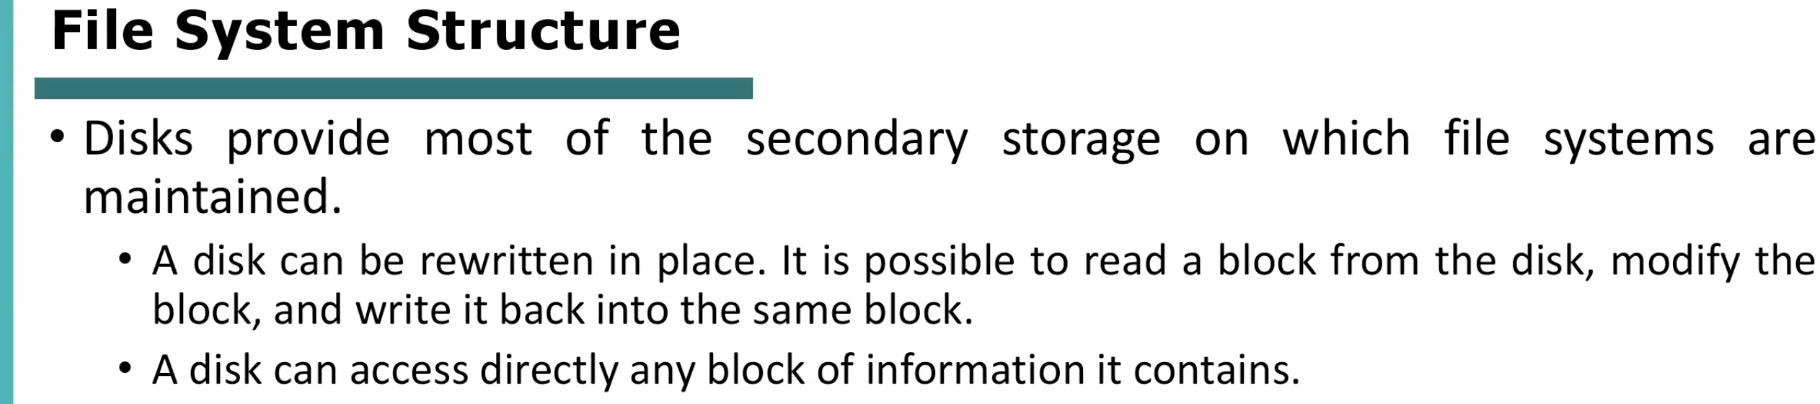 File System Structure
• Disks provide most of the secondary storage on which file systems are
maintained.
• A disk can be rewritten in place. It is possible to read a block from the disk, modify the
block, and write it back into the same block.
• A disk can access directly any block of information it contains.